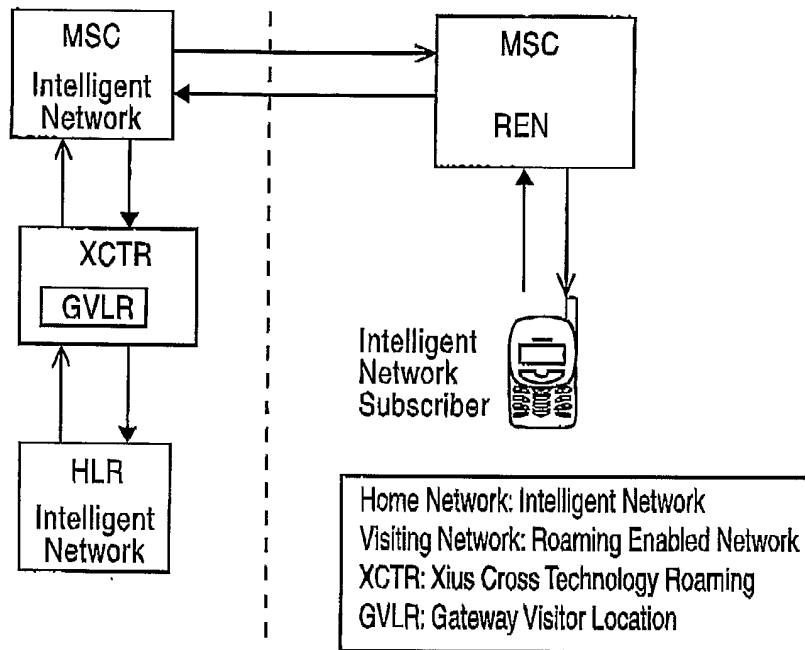 MSC
Intelligent
Network
XCTR
GVLR
HLR
Intelligent
Network
MSC
REN
Intelligent
Network
Subscriber
Home Network: Intelligent Network
Visiting Network: Roaming Enabled Network
XCTR: Xius Cross Technology Roaming
GVLR: Gateway Visitor Location